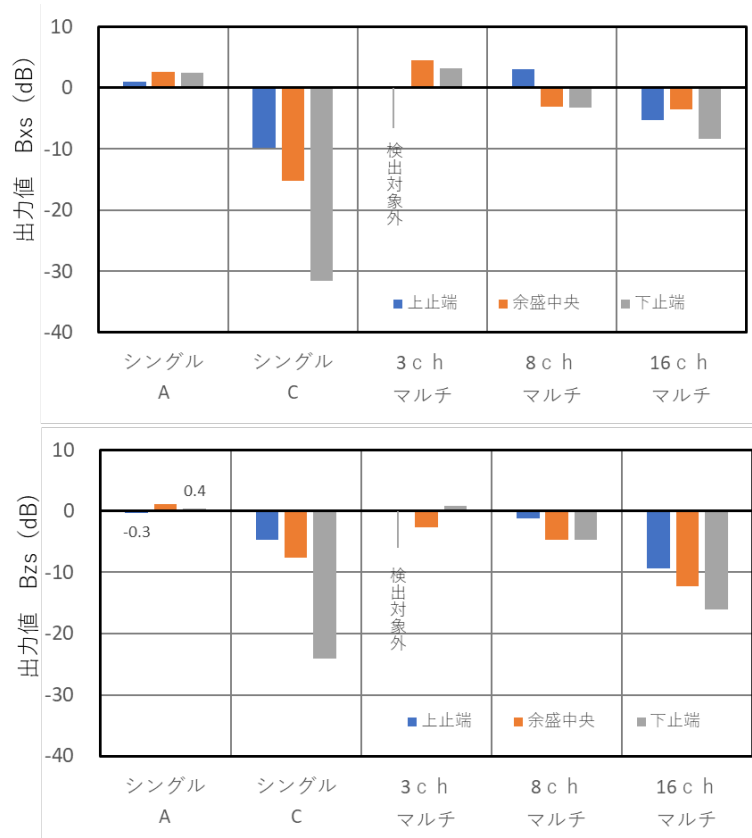 出力値 Bxs (dB)
10
0
-10
-20
-30
-40
検出対象外
上止端 余盛中央 下止端
シングル シングル 3ch 8ch 16ch
A C マルチ マルチ マルチ
出力値 Bzs (dB)
10
0
-10
-20
-30
-40
-0.3
0.4
検出対象外
上止端 余盛中央 下止端
シングル シングル 3ch 8ch 16ch
A C マルチ マルチ マルチ